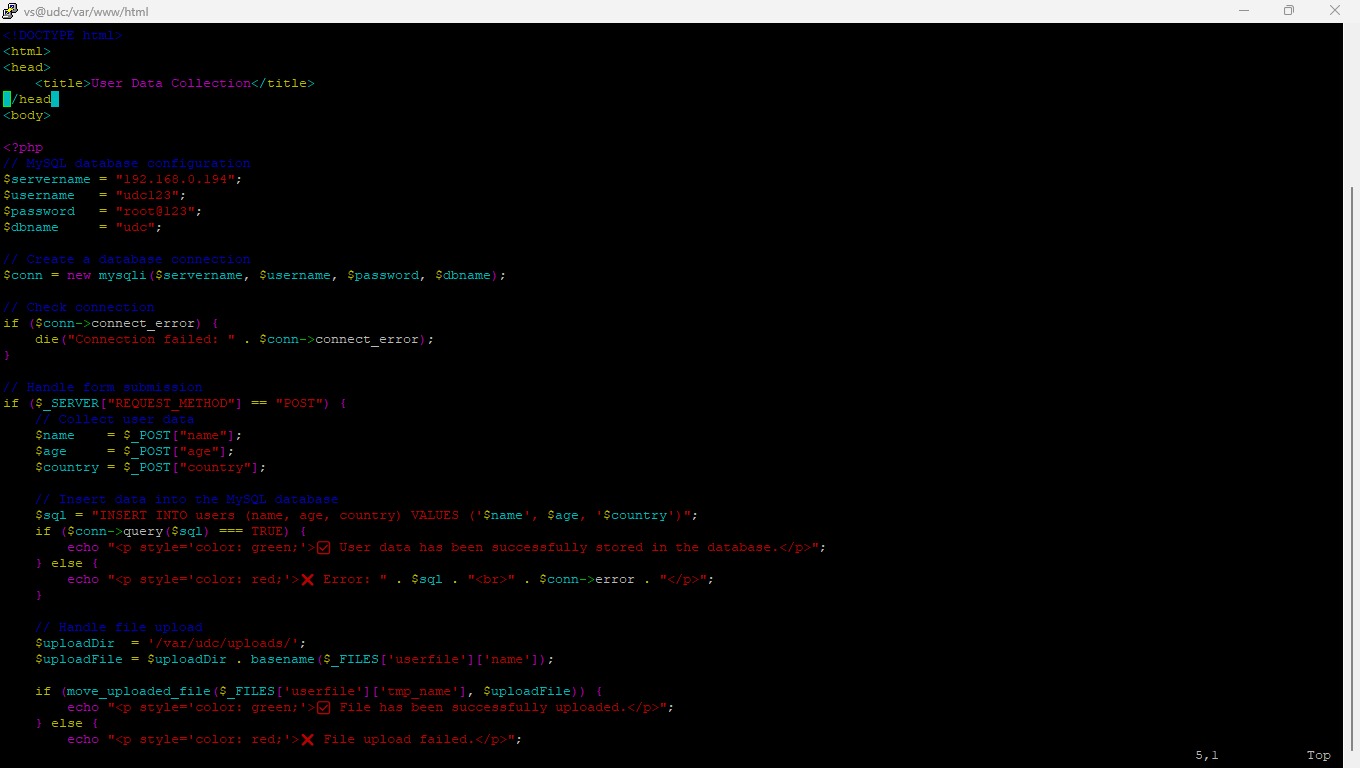 vs@udc:/var/www/html
<!DOCTYPE html>
<html>
<head>
    <title>User Data Collection</title>
</head>
<body>

<?php
// MySQL database configuration
$servername = "192.168.0.194";
$username   = "udc123";
$password   = "root@123";
$dbname     = "udc";

// Create a database connection
$conn = new mysqli($servername, $username, $password, $dbname);

// Check connection
if ($conn->connect_error) {
    die("Connection failed: " . $conn->connect_error);
}

// Handle form submission
if ($_SERVER["REQUEST_METHOD"] == "POST") {
    // Collect user data
    $name    = $_POST["name"];
    $age     = $_POST["age"];
    $country = $_POST["country"];

    // Insert data into the MySQL database
    $sql = "INSERT INTO users (name, age, country) VALUES ('$name', $age, '$country')";
    if ($conn->query($sql) === TRUE) {
        echo "<p style='color: green;'>☑ User data has been successfully stored in the database.</p>";
    } else {
        echo "<p style='color: red;'>❌ Error: " . $sql . "<br>" . $conn->error . "</p>";
    }

    // Handle file upload
    $uploadDir  = '/var/udc/uploads/';
    $uploadFile = $uploadDir . basename($_FILES['userfile']['name']);

    if (move_uploaded_file($_FILES['userfile']['tmp_name'], $uploadFile)) {
        echo "<p style='color: green;'>☑ File has been successfully uploaded.</p>";
    } else {
        echo "<p style='color: red;'>❌ File upload failed.</p>";
5,1 Top